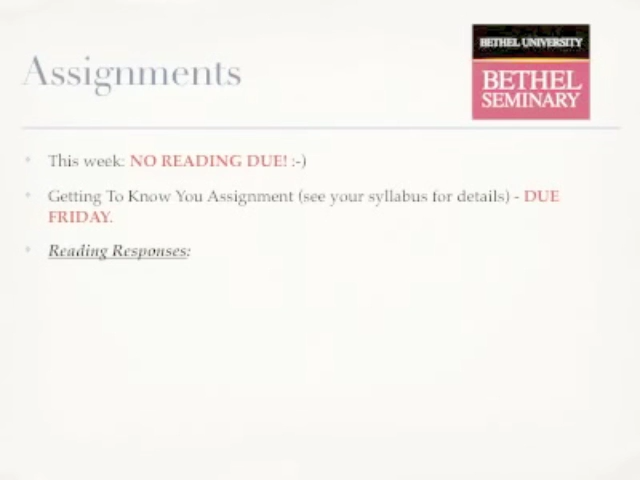 Assignments
BETHEL UNIVERSITY
BETHEL
SEMINARY
This week: NO READING DUE! :-)
Getting To Know You Assignment (see your syllabus for details) - DUE
FRIDAY.
Reading Responses: